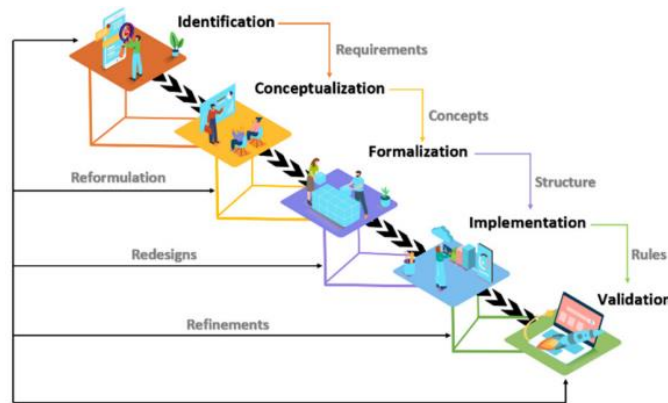 Identification
Requirements
Conceptualization
Concepts
Formalization
Reformulation
Structure
Implementation
Redesigns
Rules
Validation
Refinements